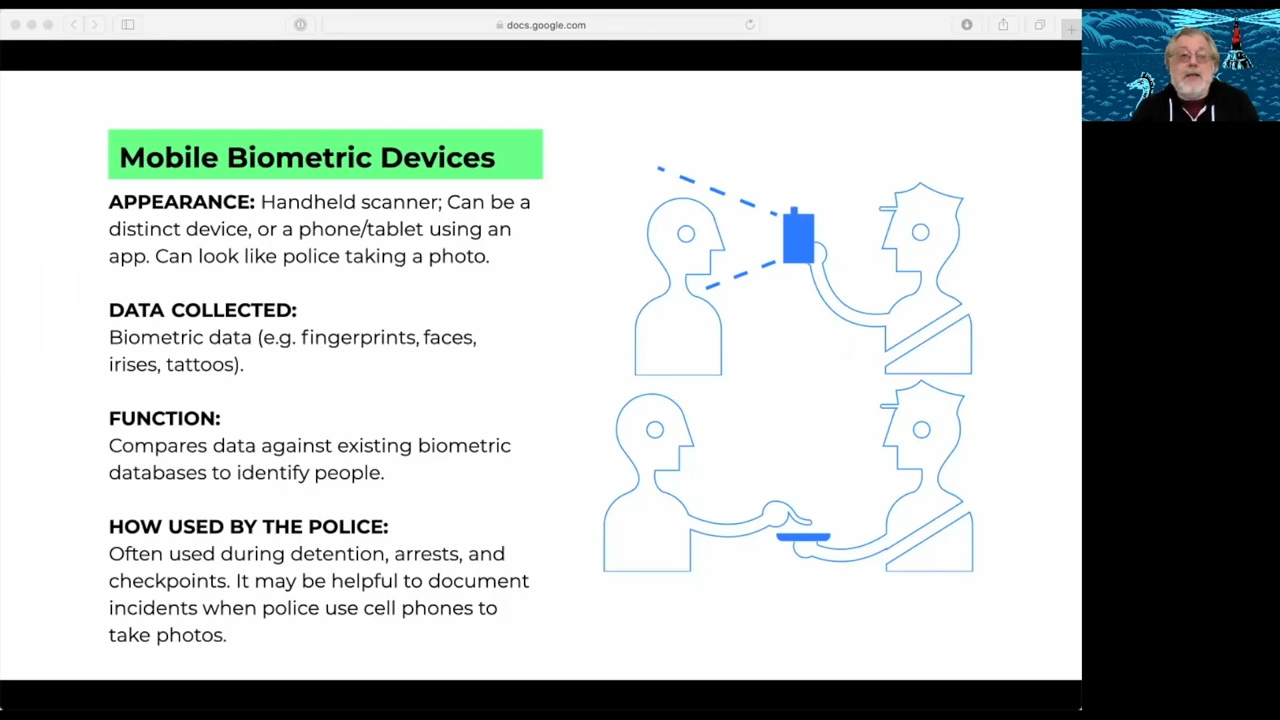 docs.google.com
Mobile Biometric Devices
APPEARANCE: Handheld scanner; Can be a
distinct device, or a phone/tablet using an
app. Can look like police taking a photo.
DATA COLLECTED:
Biometric data (e.g. fingerprints, faces,
irises, tattoos).
FUNCTION:
Compares data against existing biometric
databases to identify people.
HOW USED BY THE POLICE:
Often used during detention, arrests, and
checkpoints. It may be helpful to document
incidents when police use cell phones to
take photos.